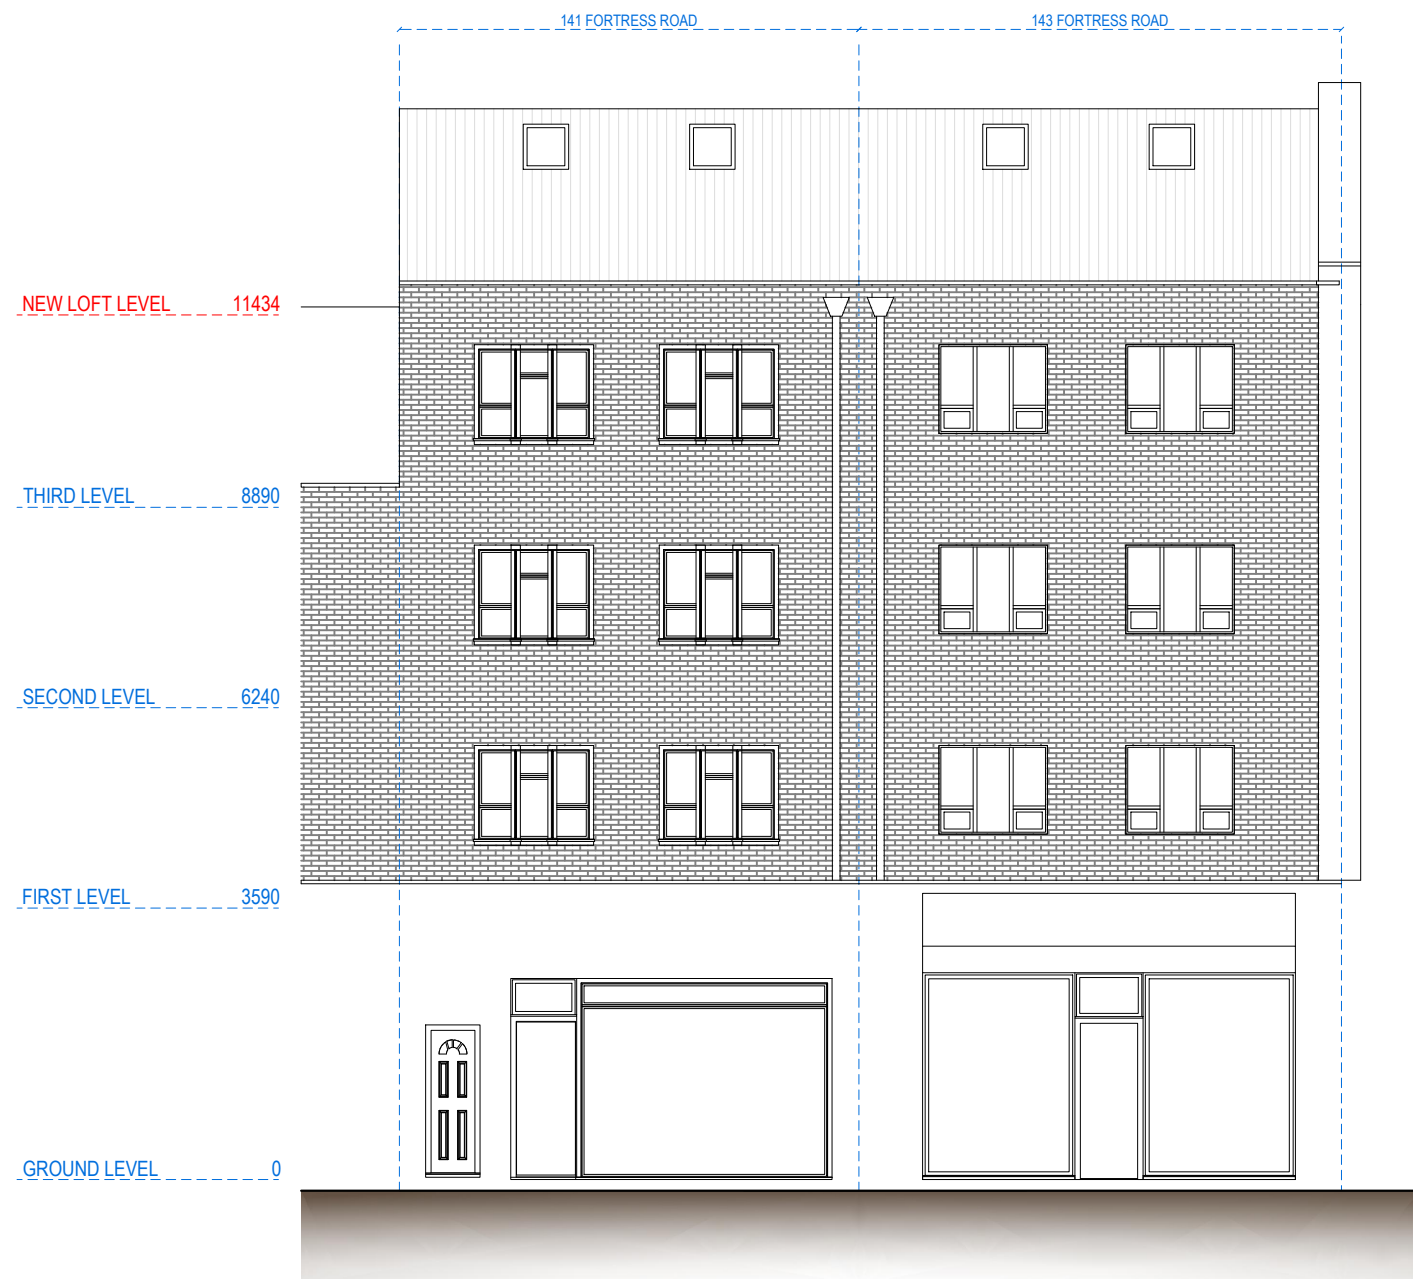 141 FORTRESS ROAD 143 FORTRESS ROAD
NEW LOFT LEVEL 11434
THIRD LEVEL 8890
SECOND LEVEL 6240
FIRST LEVEL 3590
GROUND LEVEL 0